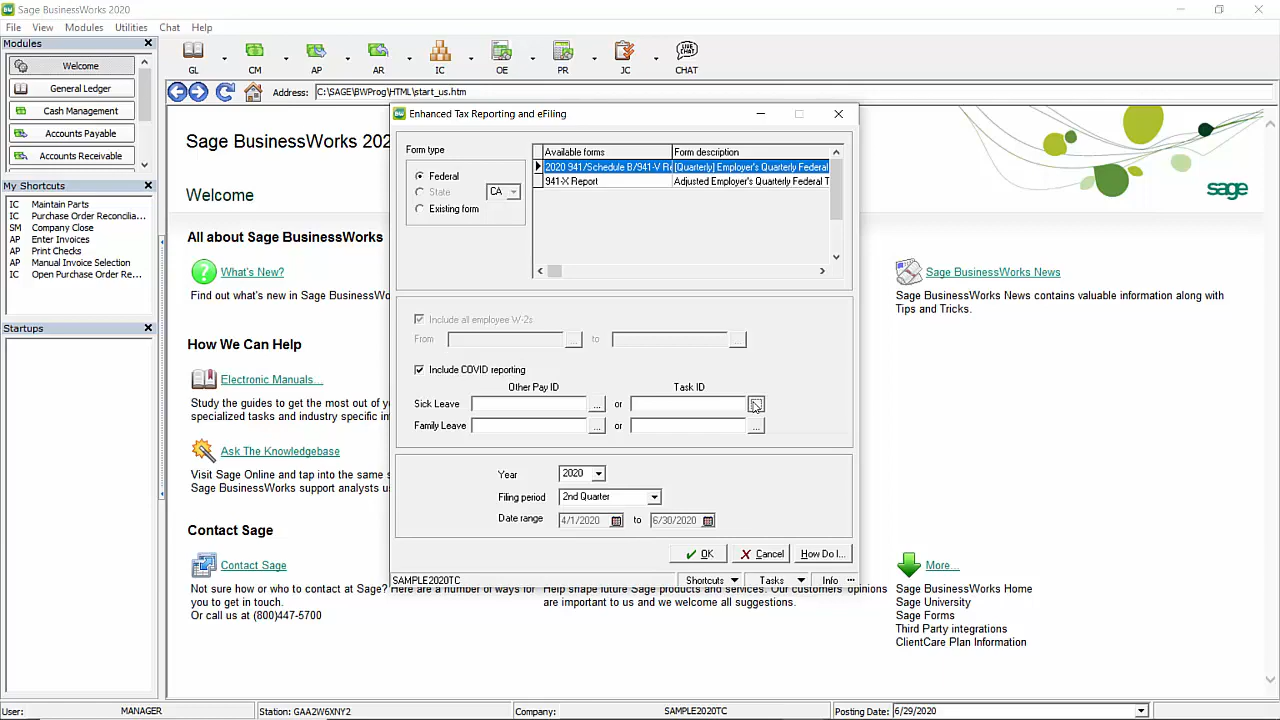 Sage BusinessWorks 2020
File View Modules Utilities Chat Help
Modules
Welcome
General Ledger
Cash Management
Accounts Payable
Accounts Receivable
My Shortcuts
IC Maintain Parts
IC Purchase Order Reconcilia...
SM Company Close
AP Enter Invoices
AP Print Checks
AP Manual Invoice Selection
IC Open Purchase Order Re...
Startups
GL CM AP AR IC OE PR JC CHAT
LIVE CHAT
Address: C:\SAGE\BWProg\HTML\start_us.htm
Sage BusinessWorks 202
sage
Welcome
All about Sage BusinessWorks
What's New?
Find out what's new in Sage BusinessWorks
How We Can Help
Electronic Manuals...
Study the guides to get the most out of yo
specialized tasks and industry specific inf
Ask The Knowledgebase
Visit Sage Online and tap into the same s
Sage BusinessWorks support analysts u
Contact Sage
Contact Sage
Not sure how or who to contact at Sage? Here are a number of ways for
you to get in touch.
Or call us at (800)447-5700
Help shape future Sage products and services. Our customers' opinions
are important to us and we welcome all suggestions.
Sage BusinessWorks News
Sage BusinessWorks News contains valuable information along with
Tips and Tricks.
More...
Sage BusinessWorks Home
Sage University
Sage Forms
Third Party integrations
ClientCare Plan Information
Enhanced Tax Reporting and eFiling
Form type
Federal
State CA
Existing form
Available forms Form description
2020 941/Schedule B/941-V Re [Quarterly] Employer's Quarterly Federal
941-X Report Adjusted Employer's Quarterly Federal T
Include all employee W-2s
From ... to ...
Include COVID reporting
Other Pay ID Task ID
Sick Leave ... or
Family Leave ... or ...
Year 2020
Filing period 2nd Quarter
Date range 4/1/2020 to 6/30/2020
OK Cancel How Do I...
SAMPLE2020TC Shortcuts Tasks Info ...
User: MANAGER Station: GAA2W6XNY2 Company: SAMPLE2020TC Posting Date: 6/29/2020